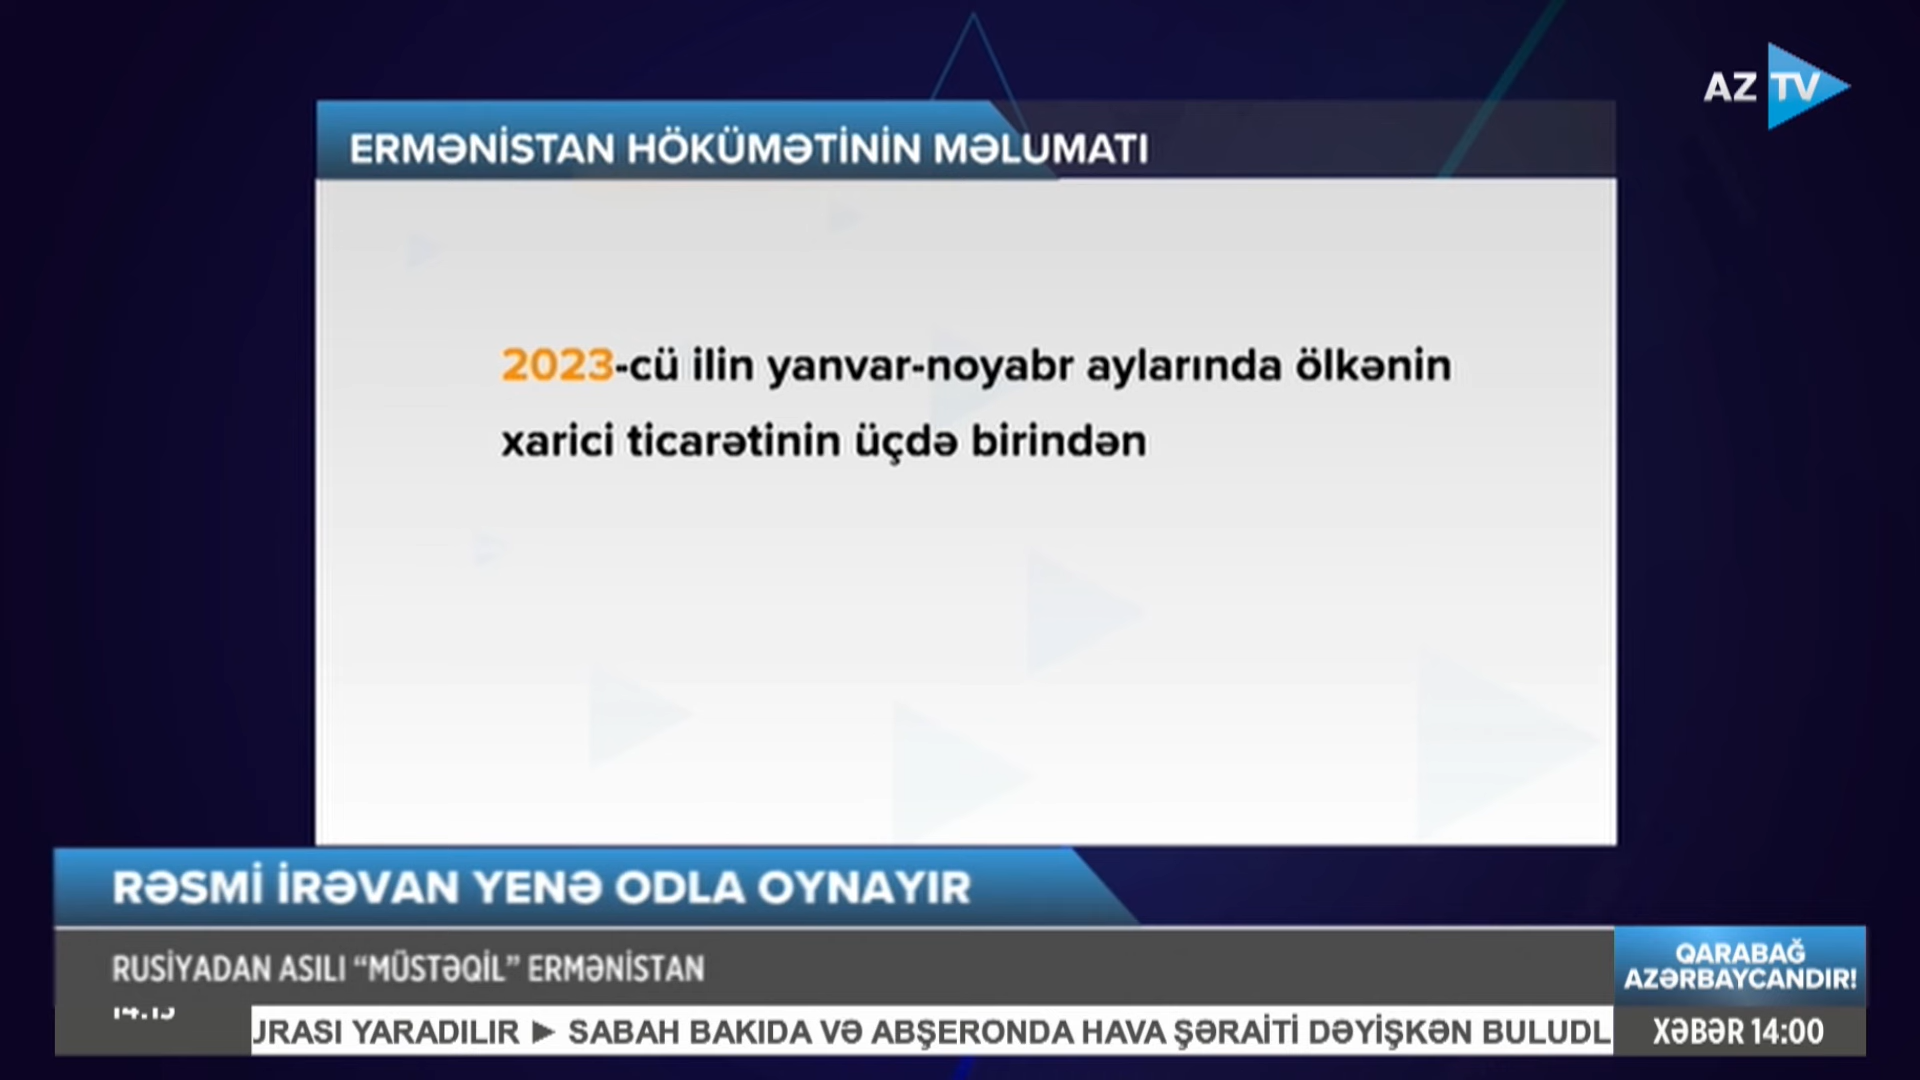 AZ TV
ERMƏNİSTAN HÖKÜMƏTİNİN MƏLUMATI
2023-cü ilin yanvar-noyabr aylarında ölkənin
xarici ticarətinin üçdə birindən
RƏSMİ İRƏVAN YENƏ ODLA OYNAYIR
RUSİYADAN ASILI “MÜSTƏQİL” ERMƏNİSTAN
QARABAĞ
AZƏRBAYCANDIR!
URASI YARADILIR ► SABAH BAKIDA VƏ ABŞERONDA HAVA ŞƏRAİTİ DƏYİŞKƏN BULUDL
XƏBƏR 14:00